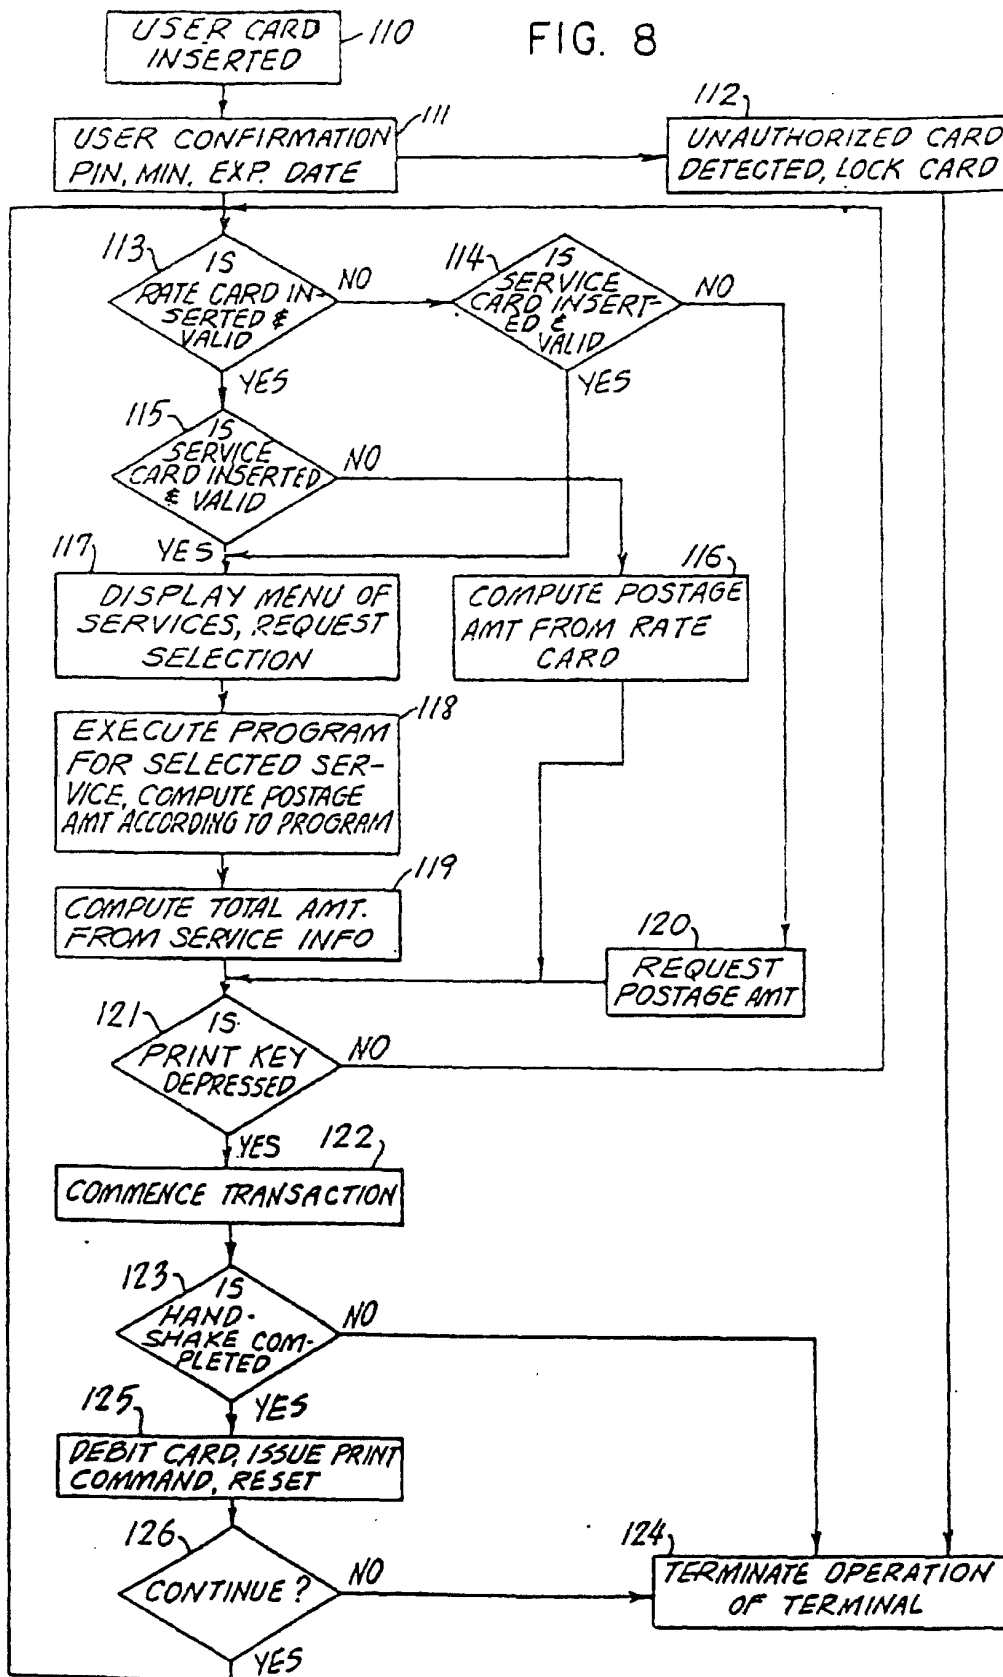 FIG. 8
USER CARD
INSERTED
110
USER CONFIRMATION
PIN, MIN, EXP. DATE
111
112
UNAUTHORIZED CARD
DETECTED, LOCK CARD
113
IS
RATE CARD IN-
SERTED &
VALID
NO
YES
114
IS
SERVICE
CARD INSERT-
ED &
VALID
NO
YES
115
IS
SERVICE
CARD INSERTED
& VALID
NO
YES
116
COMPUTE POSTAGE
AMT FROM RATE
CARD
117
DISPLAY MENU OF
SERVICES, REQUEST
SELECTION
118
EXECUTE PROGRAM
FOR SELECTED SER-
VICE, COMPUTE POSTAGE
AMT ACCORDING TO PROGRAM
119
COMPUTE TOTAL AMT.
FROM SERVICE INFO
120
REQUEST
POSTAGE AMT
121
IS
PRINT KEY
DEPRESSED
NO
YES
122
COMMENCE TRANSACTION
123
IS
HAND-
SHAKE COM-
PLETED
NO
YES
125
DEBIT CARD, ISSUE PRINT
COMMAND, RESET
126
CONTINUE?
NO
YES
124
TERMINATE OPERATION
OF TERMINAL